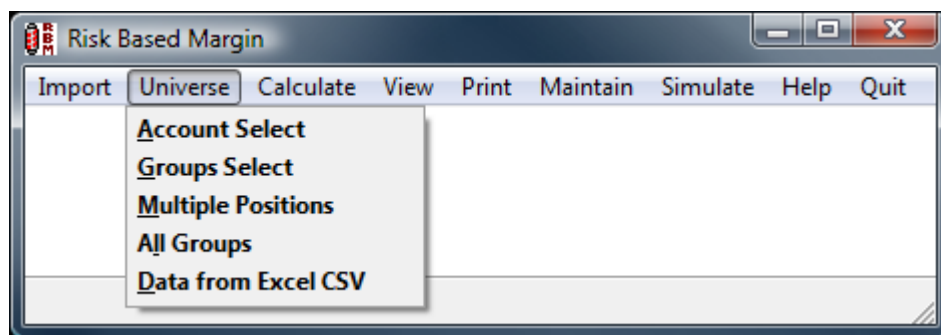 RBM Risk Based Margin
Import Universe Calculate View Print Maintain Simulate Help Quit
Account Select
Groups Select
Multiple Positions
All Groups
Data from Excel CSV